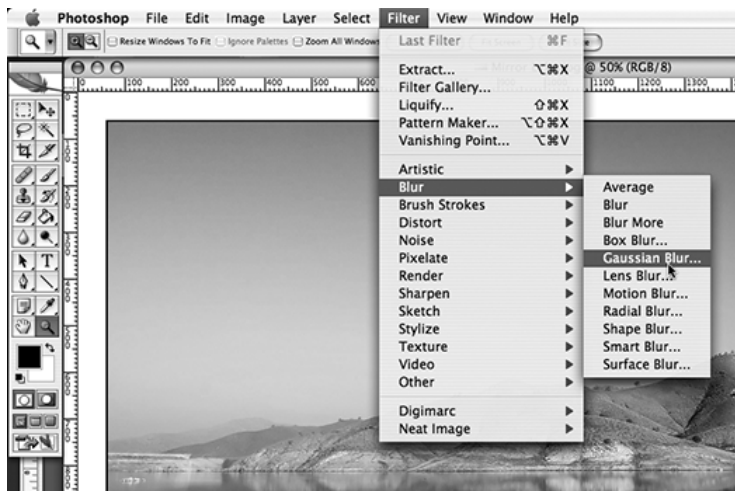 Photoshop File Edit Image Layer Select Filter View Window Help
Resize Windows To Fit Ignore Palettes Zoom All Windows
@ 50% (RGB/8)
0 100 200 300 400 500 600 1100 1200 1300
Last Filter ⌘F
Extract... ⌥⌘X
Filter Gallery...
Liquify... ⇧⌘X
Pattern Maker... ⌥⇧⌘X
Vanishing Point... ⌥⌘V
Artistic
Blur
Brush Strokes
Distort
Noise
Pixelate
Render
Sharpen
Sketch
Stylize
Texture
Video
Other
Digimarc
Neat Image
Average
Blur
Blur More
Box Blur...
Gaussian Blur...
Lens Blur...
Motion Blur...
Radial Blur...
Shape Blur...
Smart Blur...
Surface Blur...
T